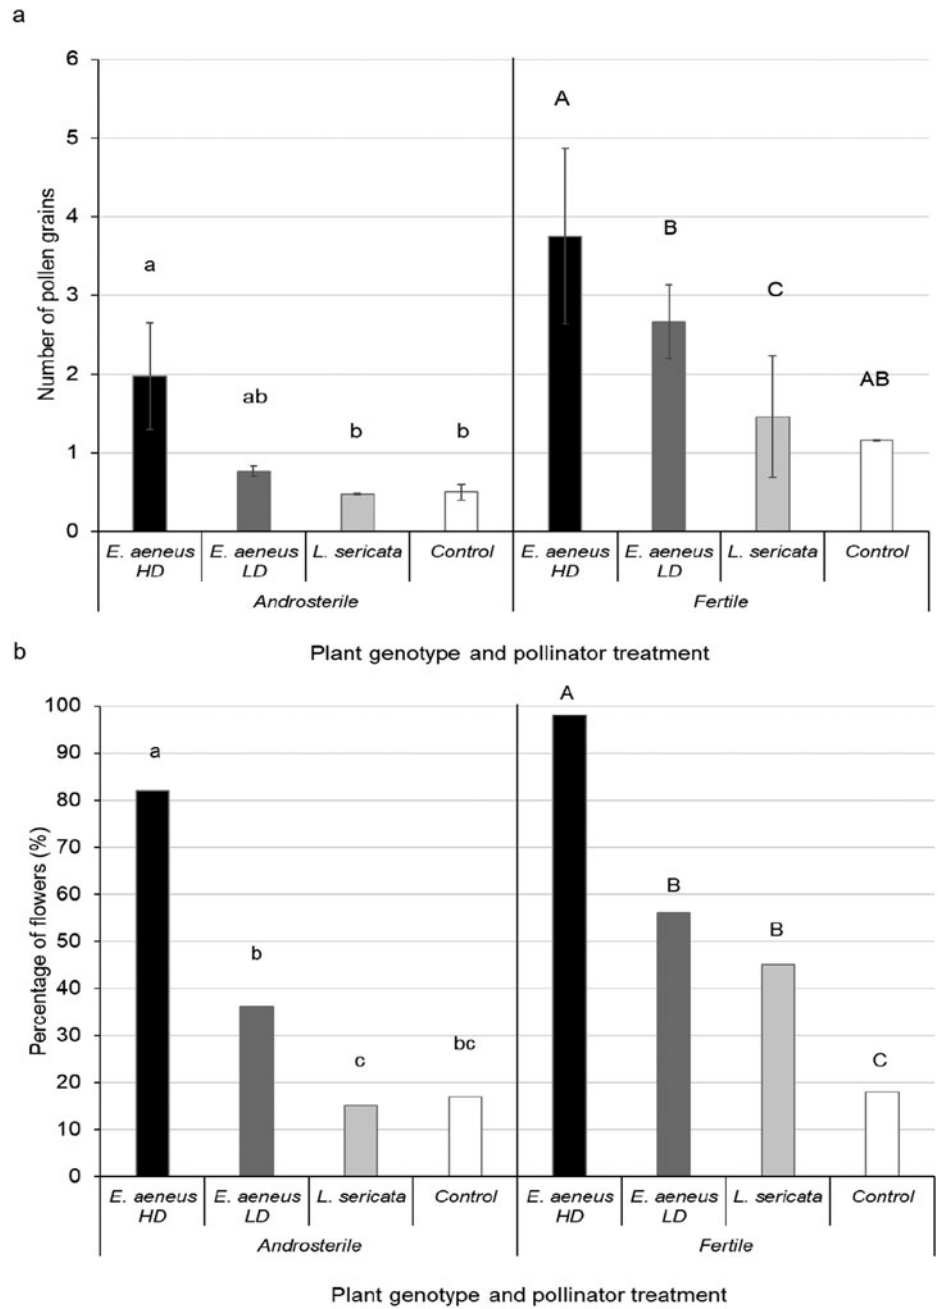 a
6
5
4
3
2
1
0
Number of pollen grains
a
ab
b
b
A
B
C
AB
E. aeneus HD
E. aeneus LD
L. sericata
Control
E. aeneus HD
E. aeneus LD
L. sericata
Control
Androsterile
Fertile
Plant genotype and pollinator treatment
b
100
90
80
70
60
50
40
30
20
10
0
Percentage of flowers (%)
a
b
c
bc
A
B
B
C
E. aeneus HD
E. aeneus LD
L. sericata
Control
E. aeneus HD
E. aeneus LD
L. sericata
Control
Androsterile
Fertile
Plant genotype and pollinator treatment